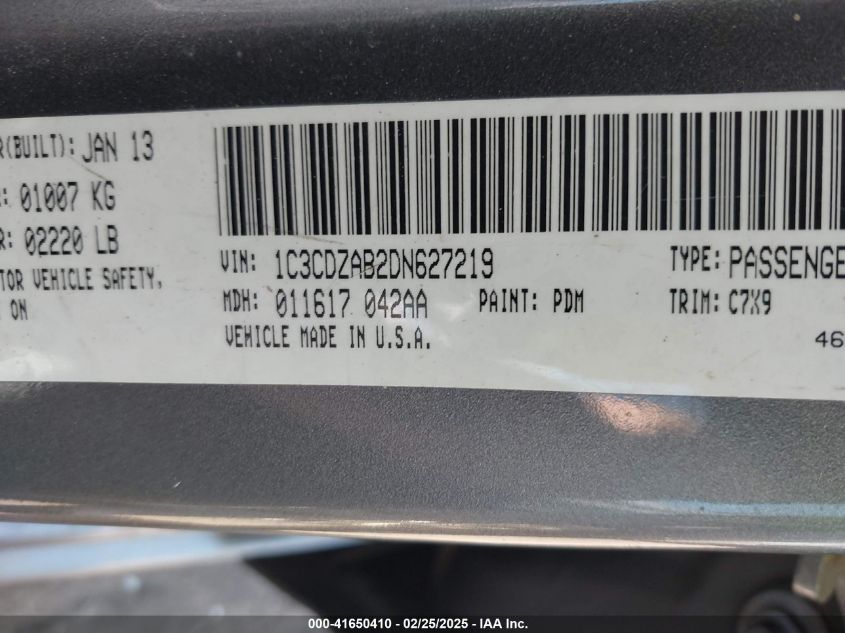 R(BUILT): JAN 13
: 01007 KG
R: 02220 LB
TOR VEHICLE SAFETY,
ON
VIN: 1C3CDZAB2DN627219 TYPE: PASSENGE
MDH: 011617 042AA PAINT: PDM TRIM: C7X9
VEHICLE MADE IN U.S.A.
46
000-41650410 - 02/25/2025 - IAA Inc.